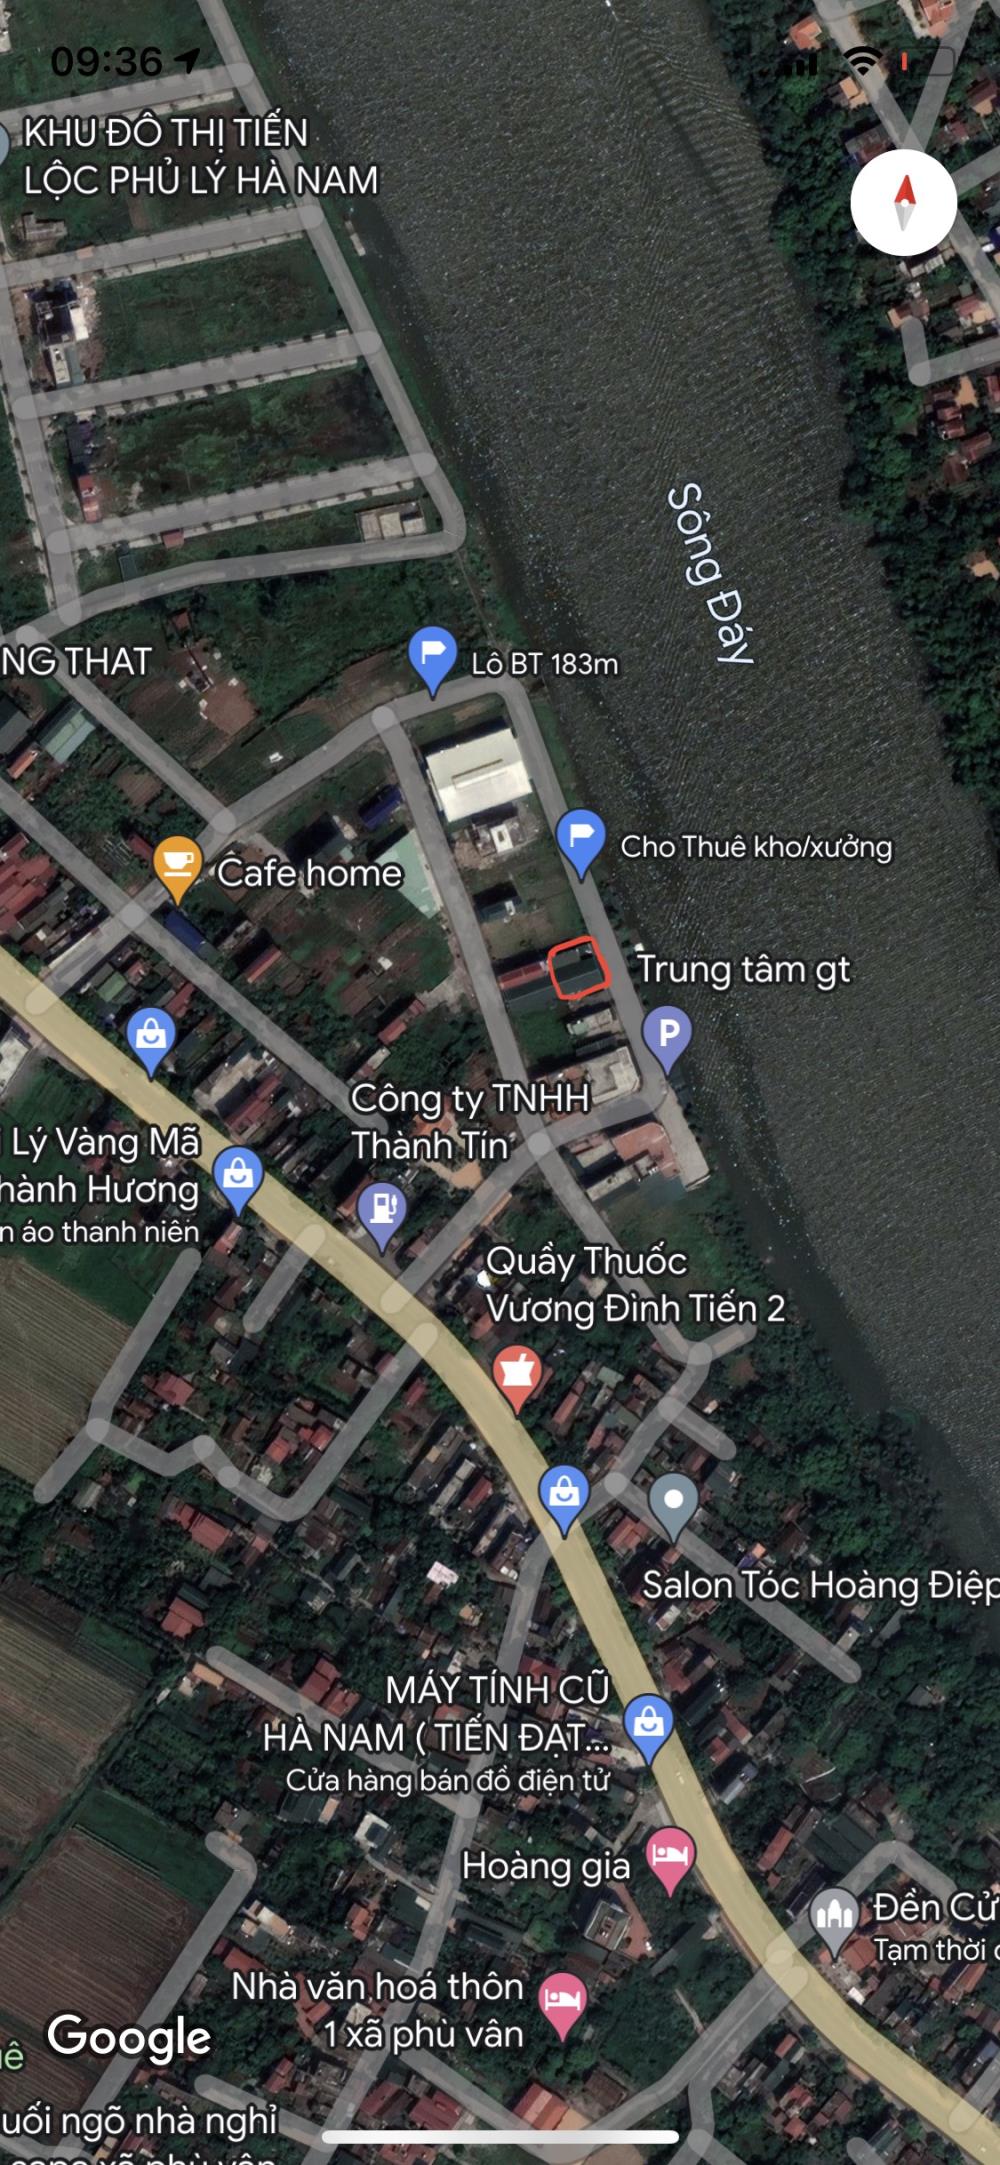 09:36
KHU ĐÔ THỊ TIẾN
LỘC PHỦ LÝ HÀ NAM
Sông Đáy
NG THAT
Lô BT 183m
Cho Thuê kho/xưởng
Cafe home
Trung tâm gt
P
Công ty TNHH
Thành Tín
i Lý Vàng Mã
hành Hương
n áo thanh niên
Quầy Thuốc
Vương Đình Tiến 2
Salon Tóc Hoàng Điệp
MÁY TÍNH CŨ
HÀ NAM ( TIẾN ĐẠT...
Cửa hàng bán đồ điện tử
Hoàng gia
Đền Cử
Tạm thời
Nhà văn hoá thôn
1 xã phù vân
Google
uê
uối ngõ nhà nghỉ